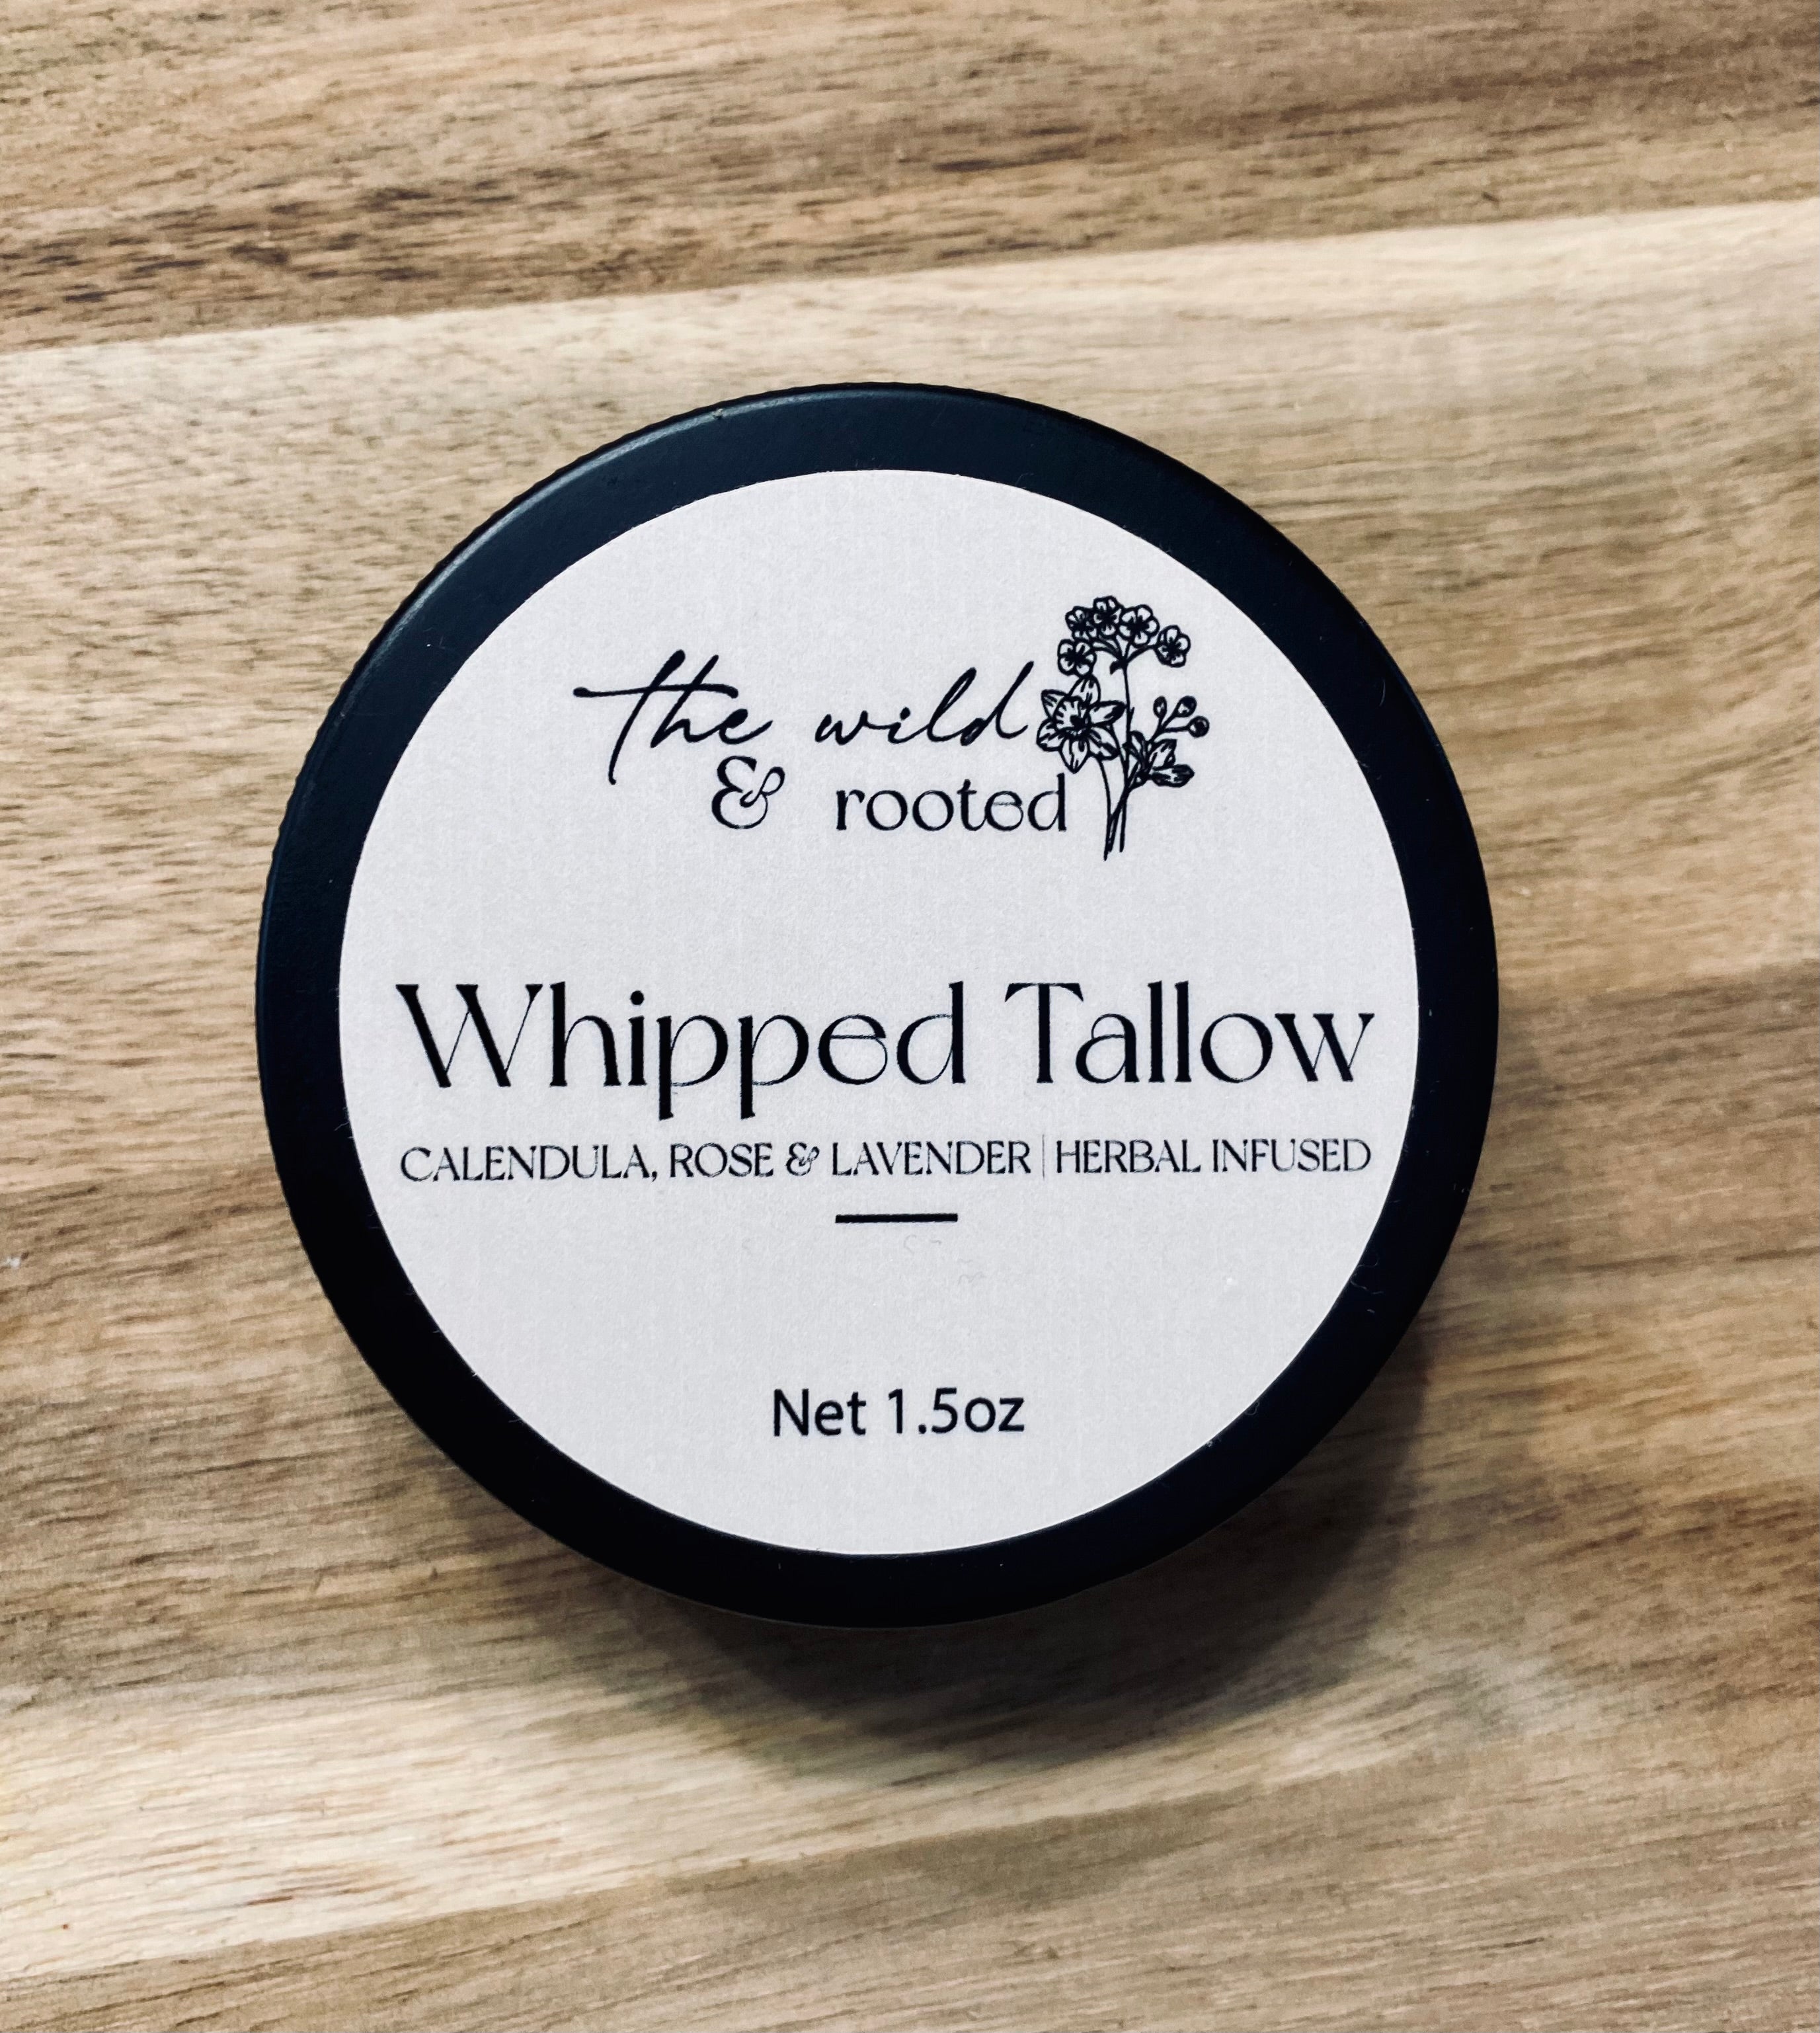 the wild
& rooted
Whipped Tallow
CALENDULA, ROSE & LAVENDER | HERBAL INFUSED
Net 1.5oz